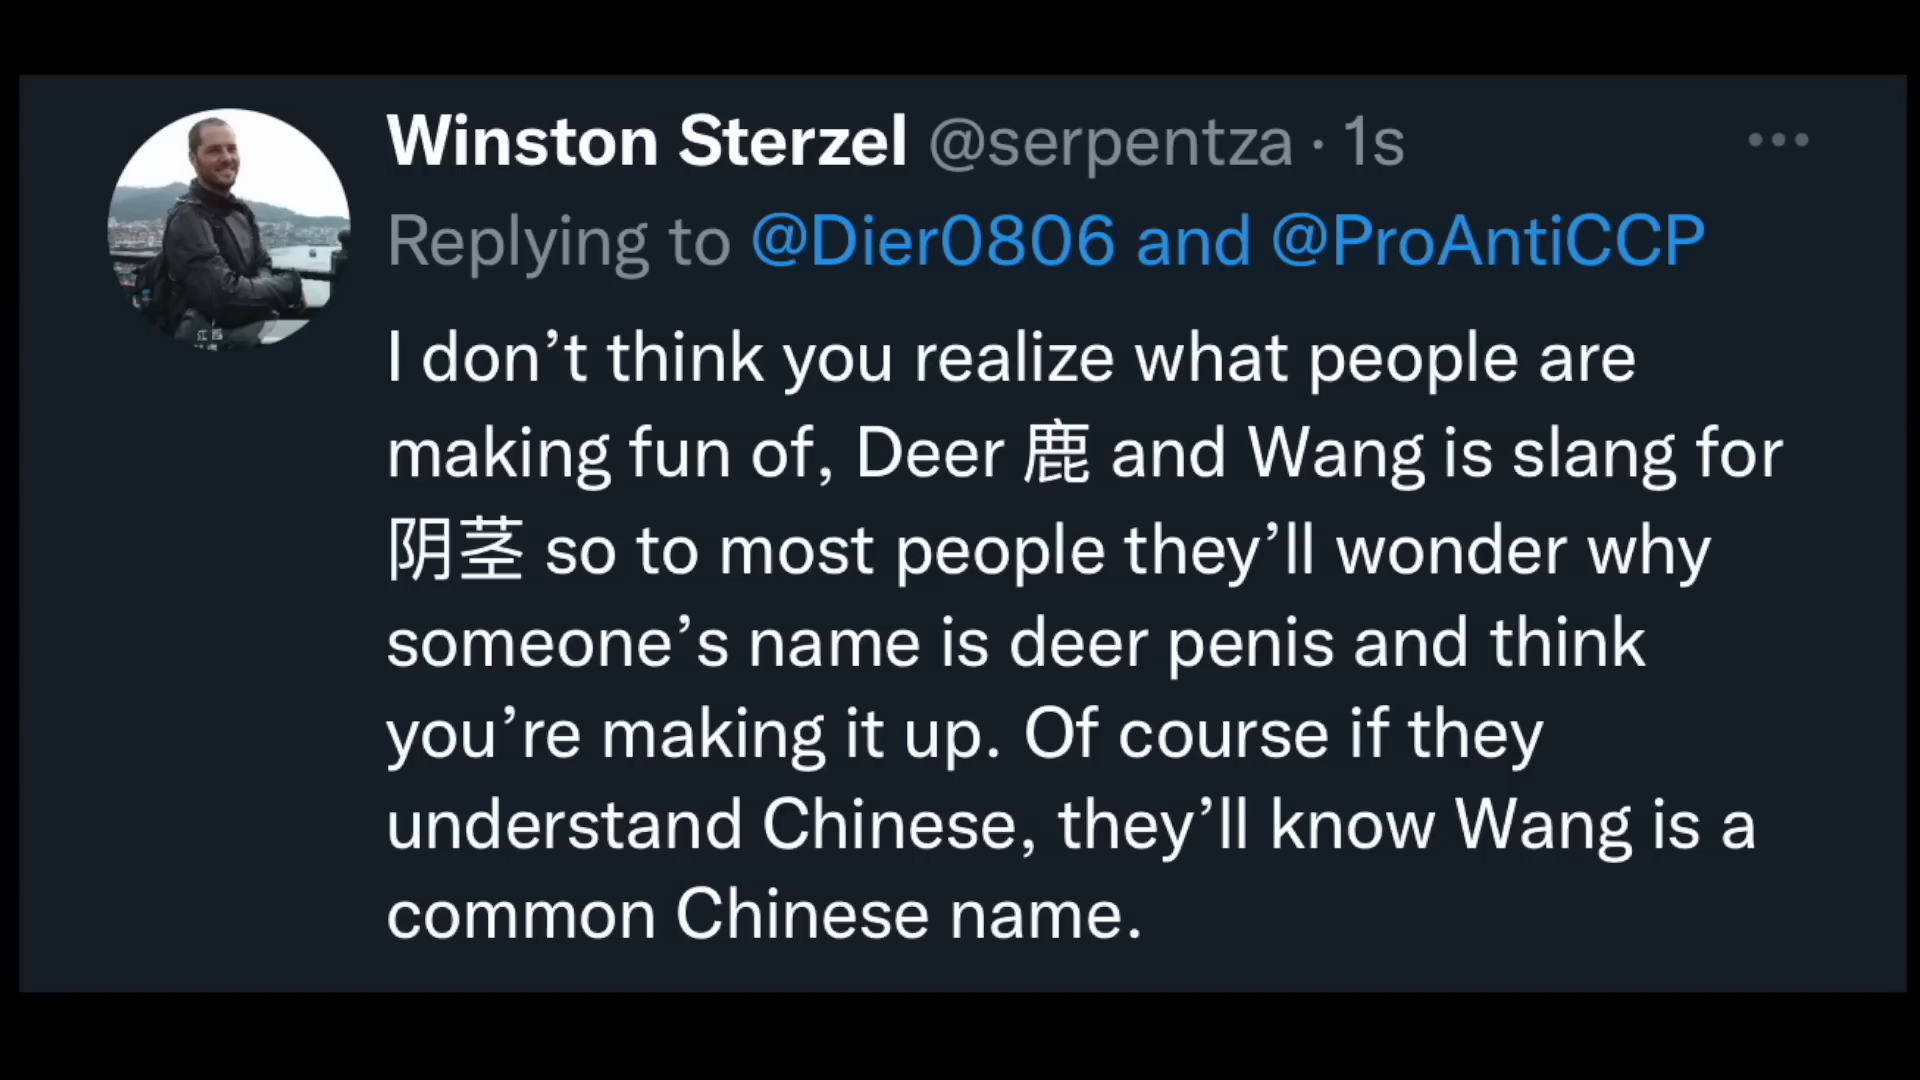 Winston Sterzel @serpentza · 1s
Replying to @Dier0806 and @ProAntiCCP
I don’t think you realize what people are
making fun of, Deer 鹿 and Wang is slang for
阴茎 so to most people they’ll wonder why
someone’s name is deer penis and think
you’re making it up. Of course if they
understand Chinese, they’ll know Wang is a
common Chinese name.